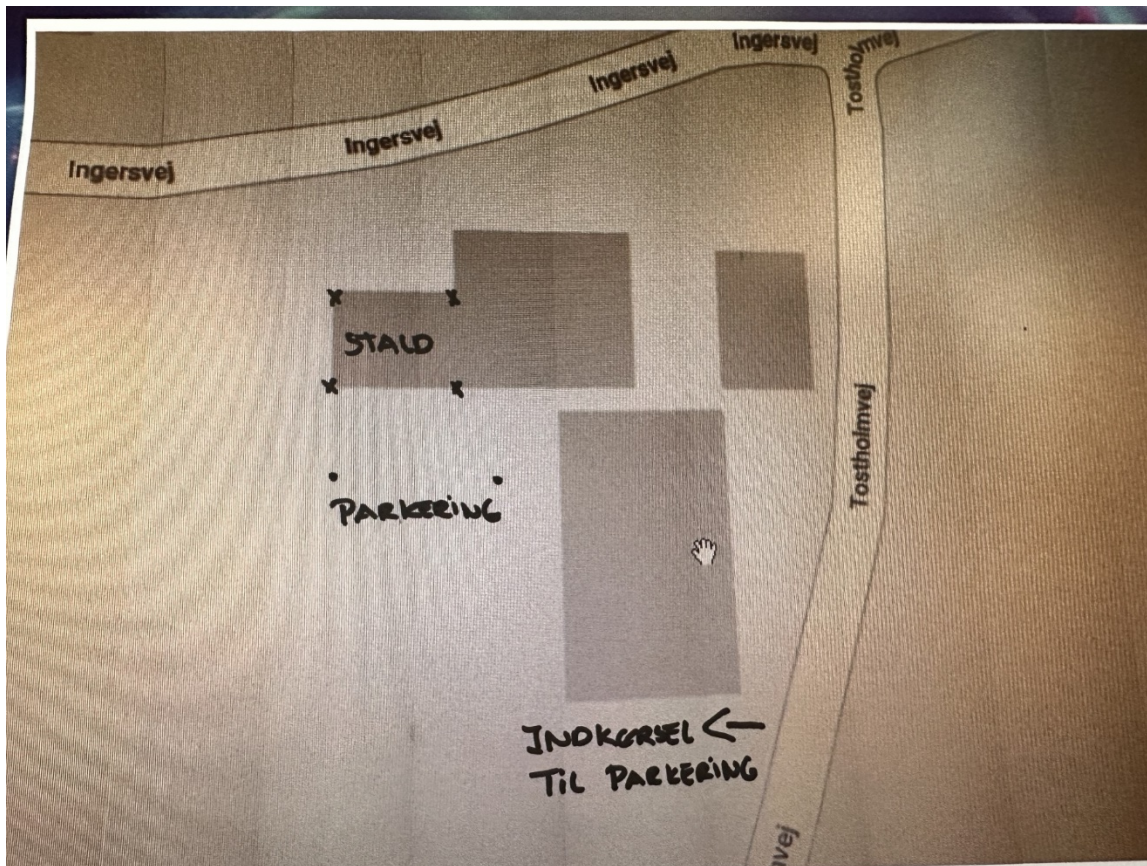 Ingersvej
Tostholmvej
Ingersvej
Ingersvej
Ingersvej
STALD
Tostholmvej
PARKERING
INDKØRSEL ←
TIL PARKERING